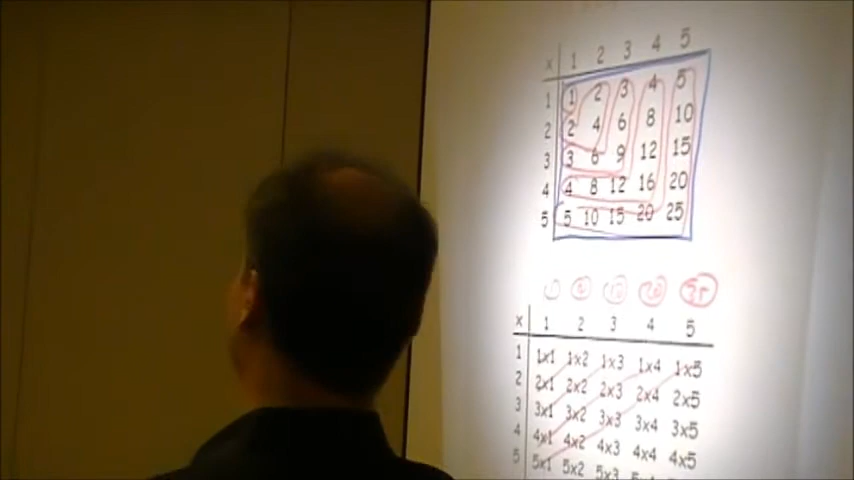 x 1 2 3 4 5
1 1 2 3 4 5
2 2 4 6 8 10
3 3 6 9 12 15
4 4 8 12 16 20
5 5 10 15 20 25
x 1 2 3 4 5
1 1x1 1x2 1x3 1x4 1x5
2 2x1 2x2 2x3 2x4 2x5
3 3x1 3x2 3x3 3x4 3x5
4 4x1 4x2 4x3 4x4 4x5
5 5x1 5x2 5x3